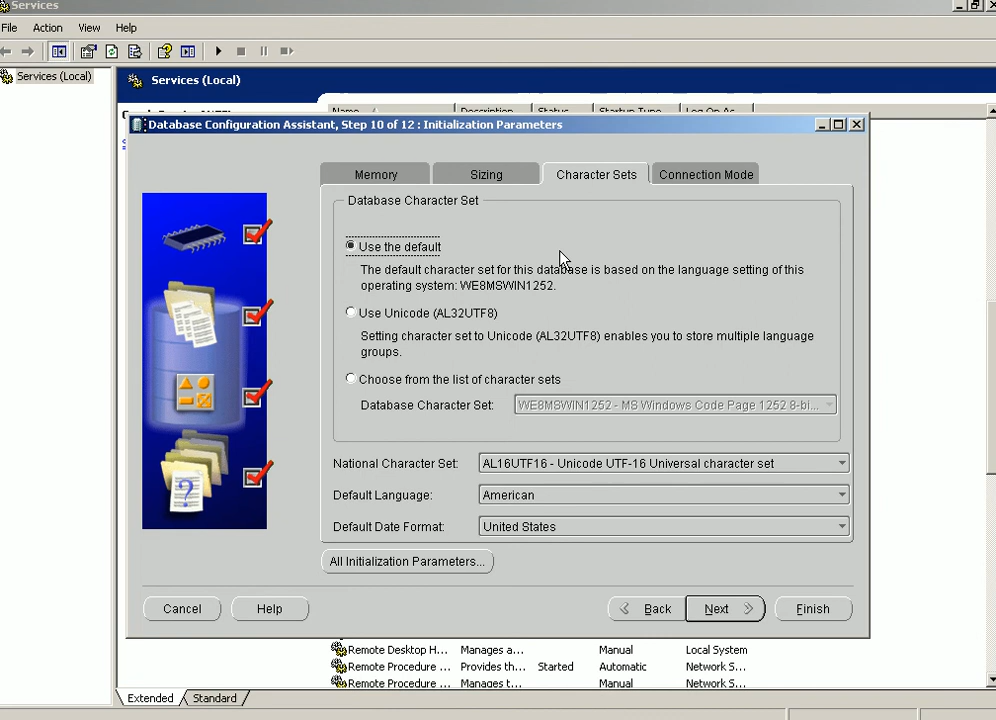 Services
File Action View Help
Services (Local)
Services (Local)
Name Description Status Startup Type Log On As
Database Configuration Assistant, Step 10 of 12 : Initialization Parameters
Memory Sizing Character Sets Connection Mode
Database Character Set
Use the default
The default character set for this database is based on the language setting of this
operating system: WE8MSWIN1252.
Use Unicode (AL32UTF8)
Setting character set to Unicode (AL32UTF8) enables you to store multiple language
groups.
Choose from the list of character sets
Database Character Set: WE8MSWIN1252 - MS Windows Code Page 1252 8-bi...
National Character Set: AL16UTF16 - Unicode UTF-16 Universal character set
Default Language: American
Default Date Format: United States
All Initialization Parameters...
Cancel Help Back Next Finish
Remote Desktop H... Manages a... Manual Local System
Remote Procedure ... Provides th... Started Automatic Network S...
Remote Procedure ... Manages t... Manual Network S...
Extended Standard